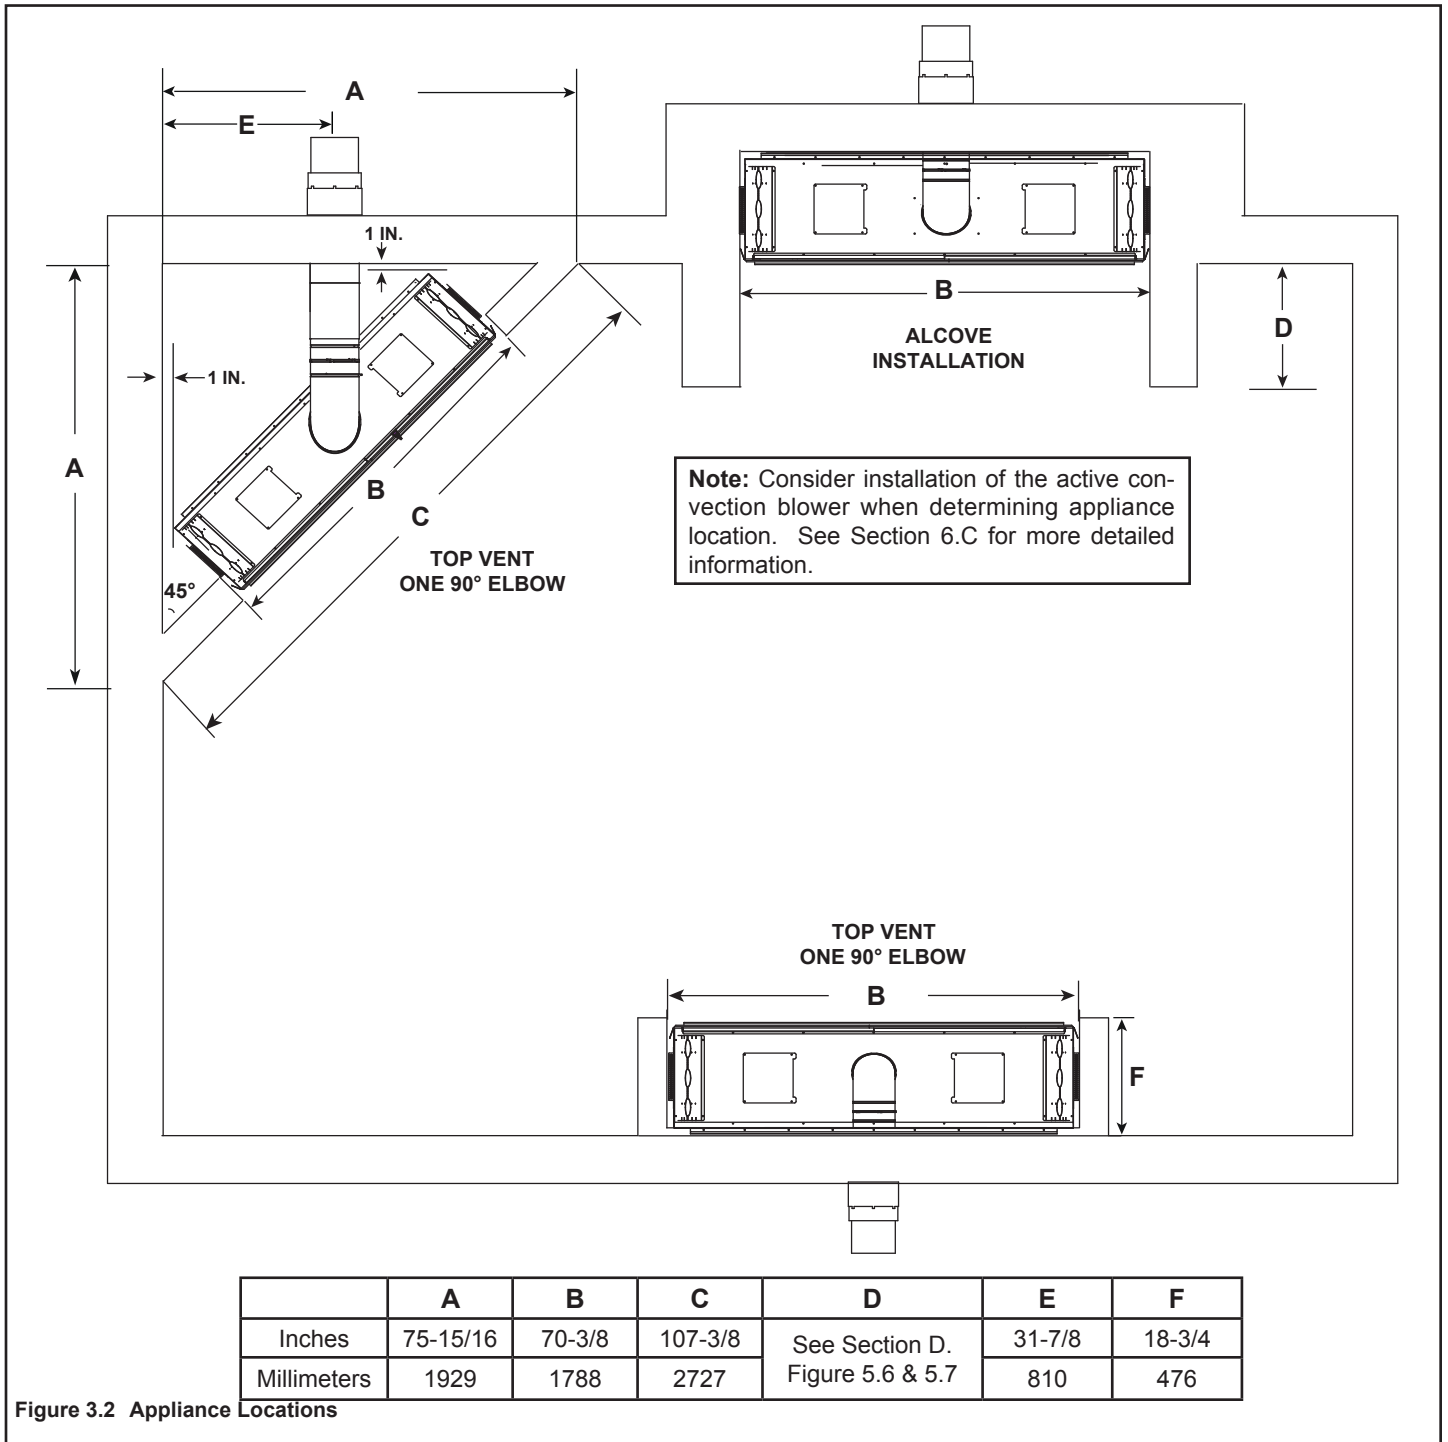 A
E
1 IN.
1 IN.
A
B
C
45°
TOP VENT
ONE 90° ELBOW
B
ALCOVE
INSTALLATION
D
Note: Consider installation of the active con-
vection blower when determining appliance
location. See Section 6.C for more detailed
information.
TOP VENT
ONE 90° ELBOW
B
F
A B C D E F
Inches 75-15/16 70-3/8 107-3/8 See Section D. 31-7/8 18-3/4
Figure 5.6 & 5.7
Millimeters 1929 1788 2727 810 476
Figure 3.2 Appliance Locations